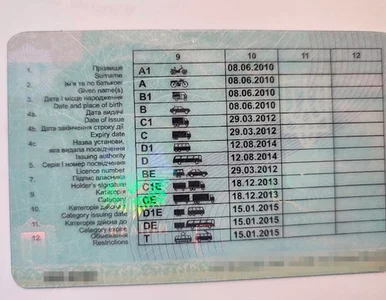 9 10 11 12
1. Прізвище
Surname
2. Ім'я та по батькові
Given name(s)
3. Дата і місце народження
Date and place of birth
4a. Дата видачі
Date of issue
4b. Дата закінчення строку дії
Date of expiry
4c. Назва установи,
яка видала посвідчення
Issuing authority
5. Серія і номер посвідчення
Licence number
7. Підпис власника
Holder's signature
9. Категорія
Category
10. Категорія дійсна з
Category issuing date
11. Категорія дійсна до
Category expire
12. Обмеження
Restrictions
A1 08.06.2010
A 08.06.2010
B1 08.06.2010
B 08.06.2010
C1 29.03.2012
C 29.03.2012
D1 12.08.2014
D 12.08.2014
BE 29.03.2012
C1E 18.12.2013
CE 18.12.2013
D1E 15.01.2015
DE 15.01.2015
T 15.01.2015